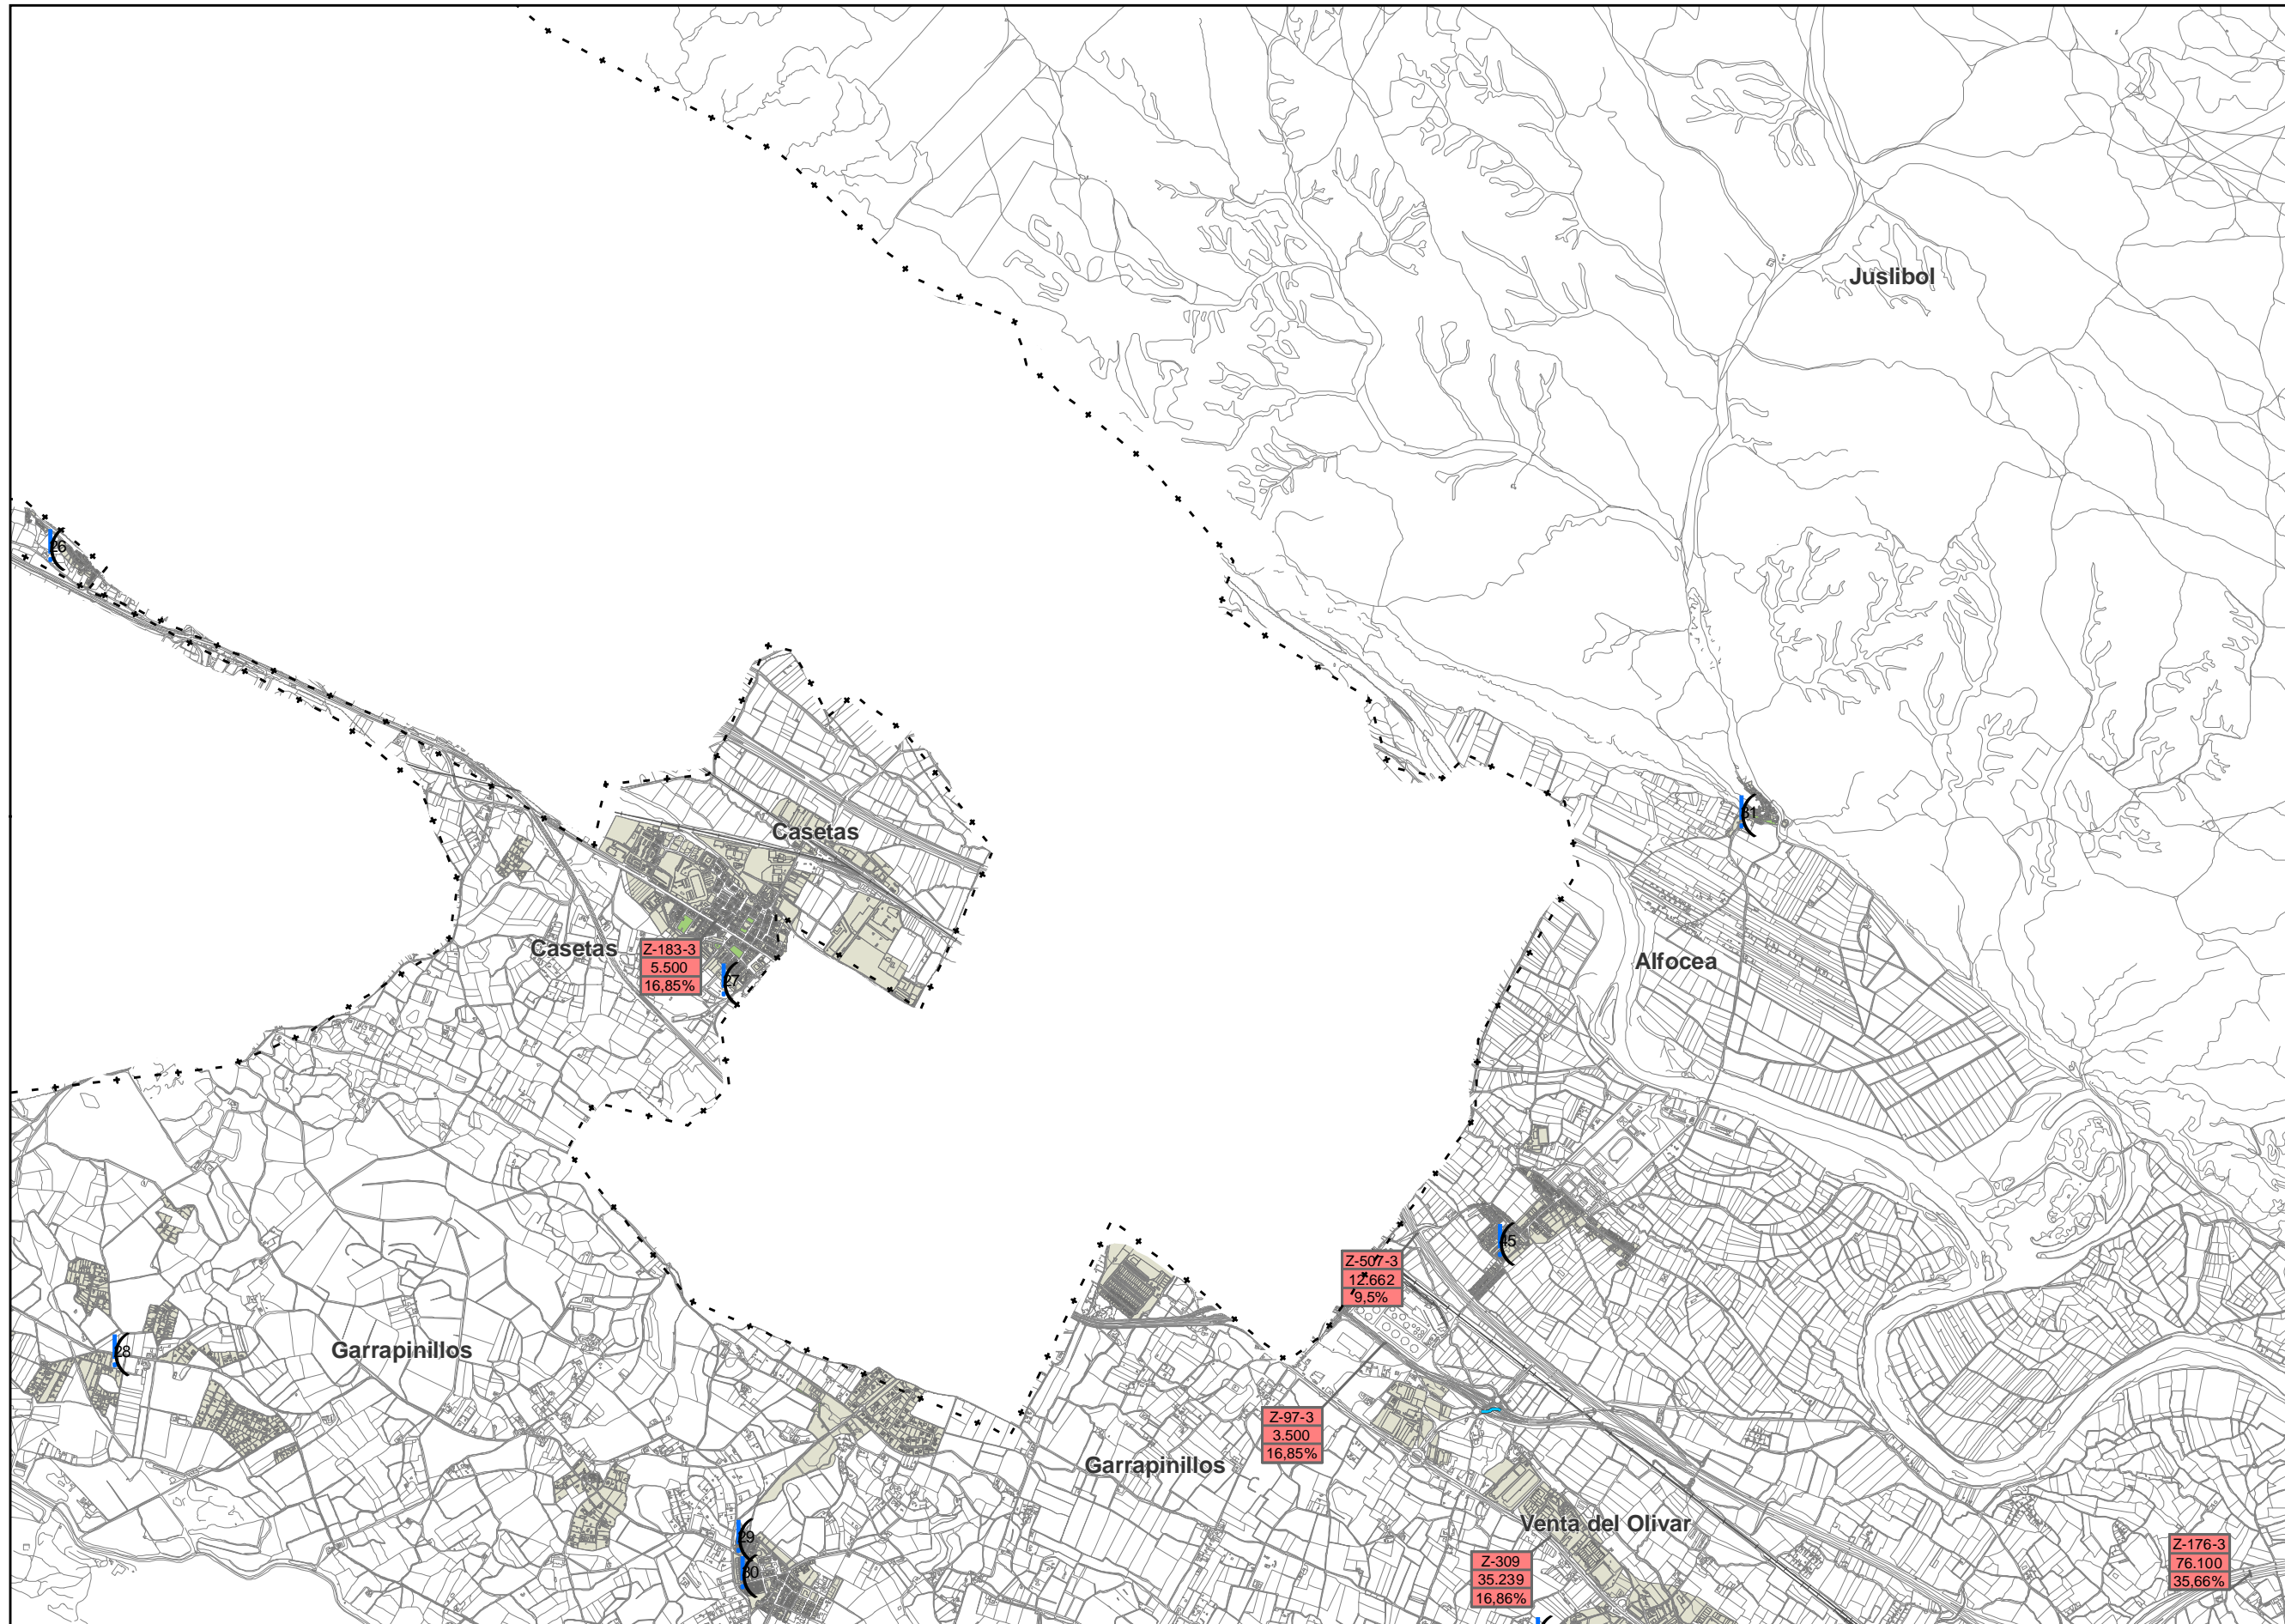 Juslibol
26
31
Casetas
Casetas
Z-183-3
5.500
16,85%
27
Alfocea
45
Z-507-3
12.662
9,5%
28
Garrapinillos
Z-97-3
3.500
16,85%
Garrapinillos
29
30
Venta del Olivar
Z-309
35.239
16,86%
Z-176-3
76.100
35,66%